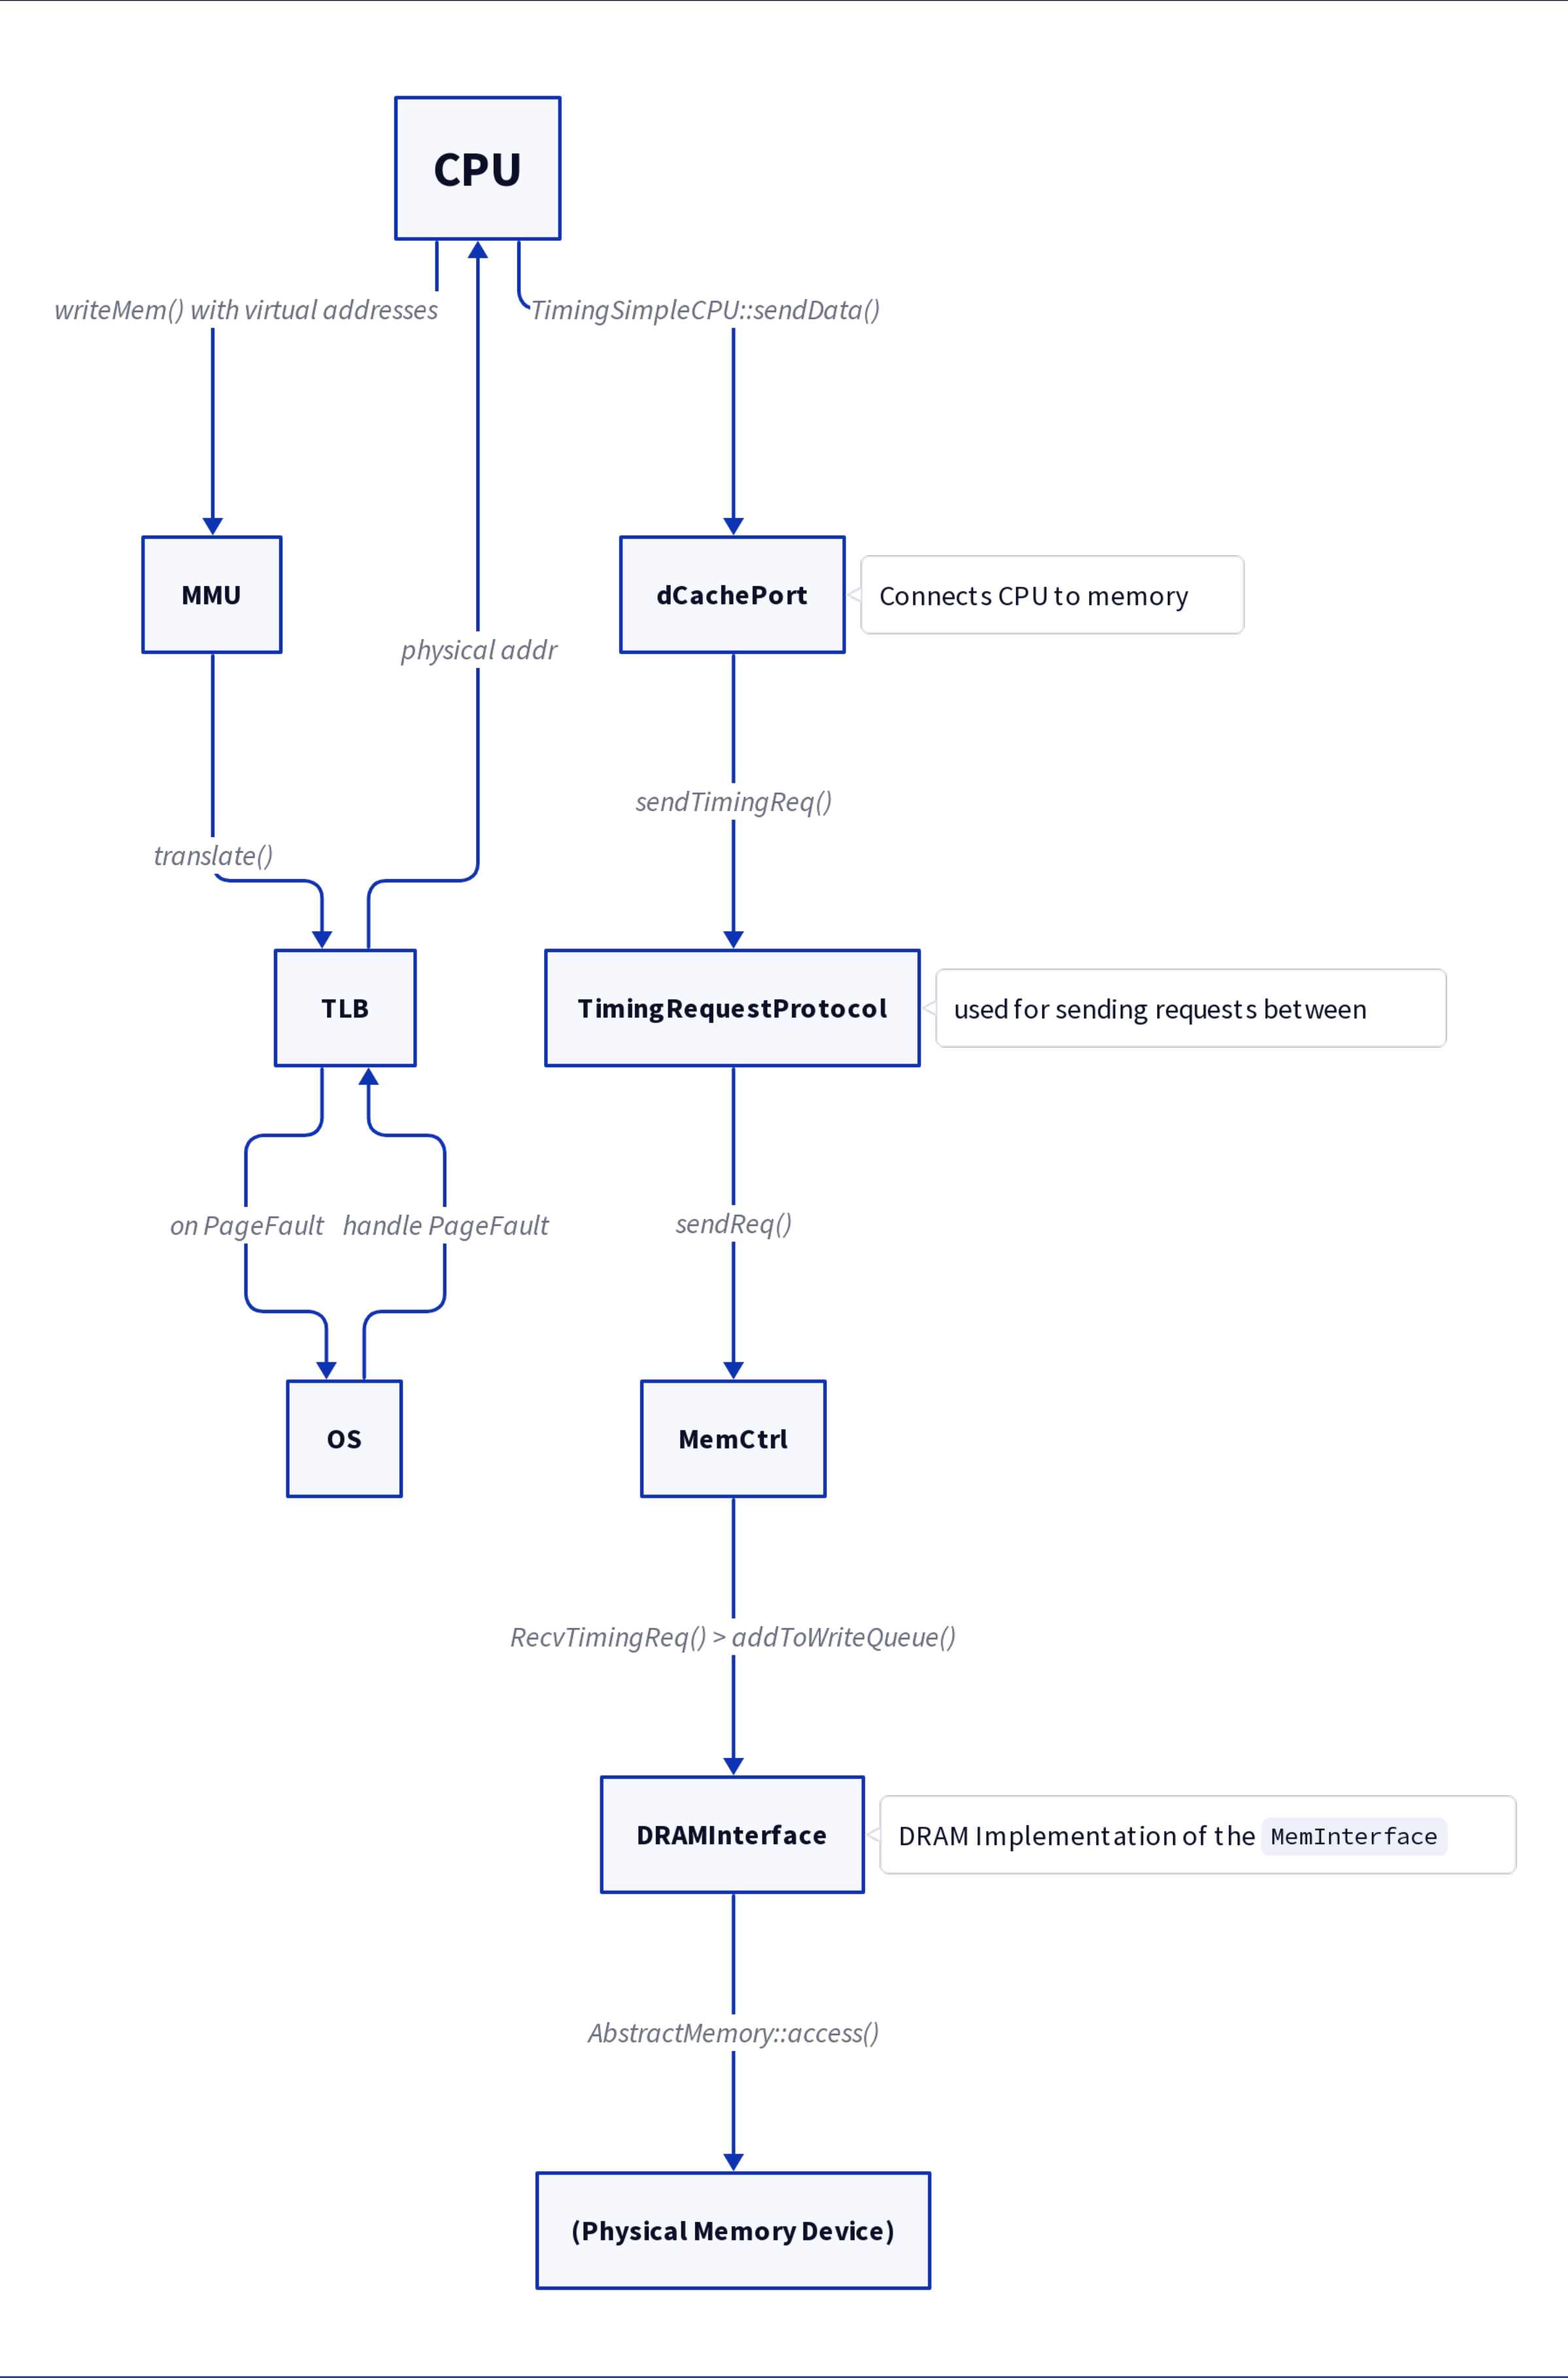 CPU
writeMem() with virtual addresses
TimingSimpleCPU::sendData()
MMU
dCachePort
Connects CPU to memory
physical addr
sendTimingReq()
translate()
TLB
TimingRequestProtocol
used for sending requests between
on PageFault
handle PageFault
sendReq()
OS
MemCtrl
RecvTimingReq() > addToWriteQueue()
DRAMInterface
DRAM Implementation of the MemInterface
AbstractMemory::access()
(Physical Memory Device)